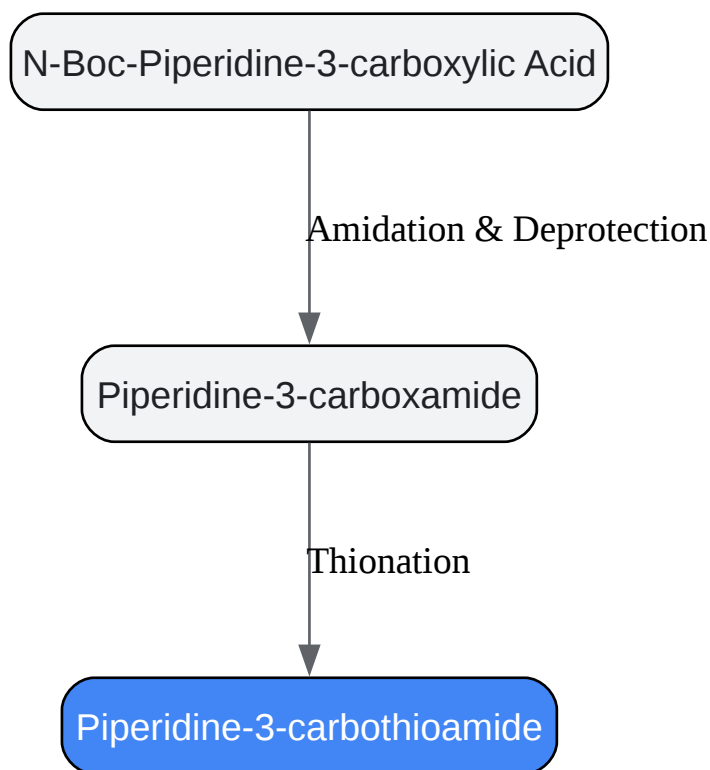 N-Boc-Piperidine-3-carboxylic Acid
Amidation & Deprotection
Piperidine-3-carboxamide
Thionation
Piperidine-3-carbothioamide